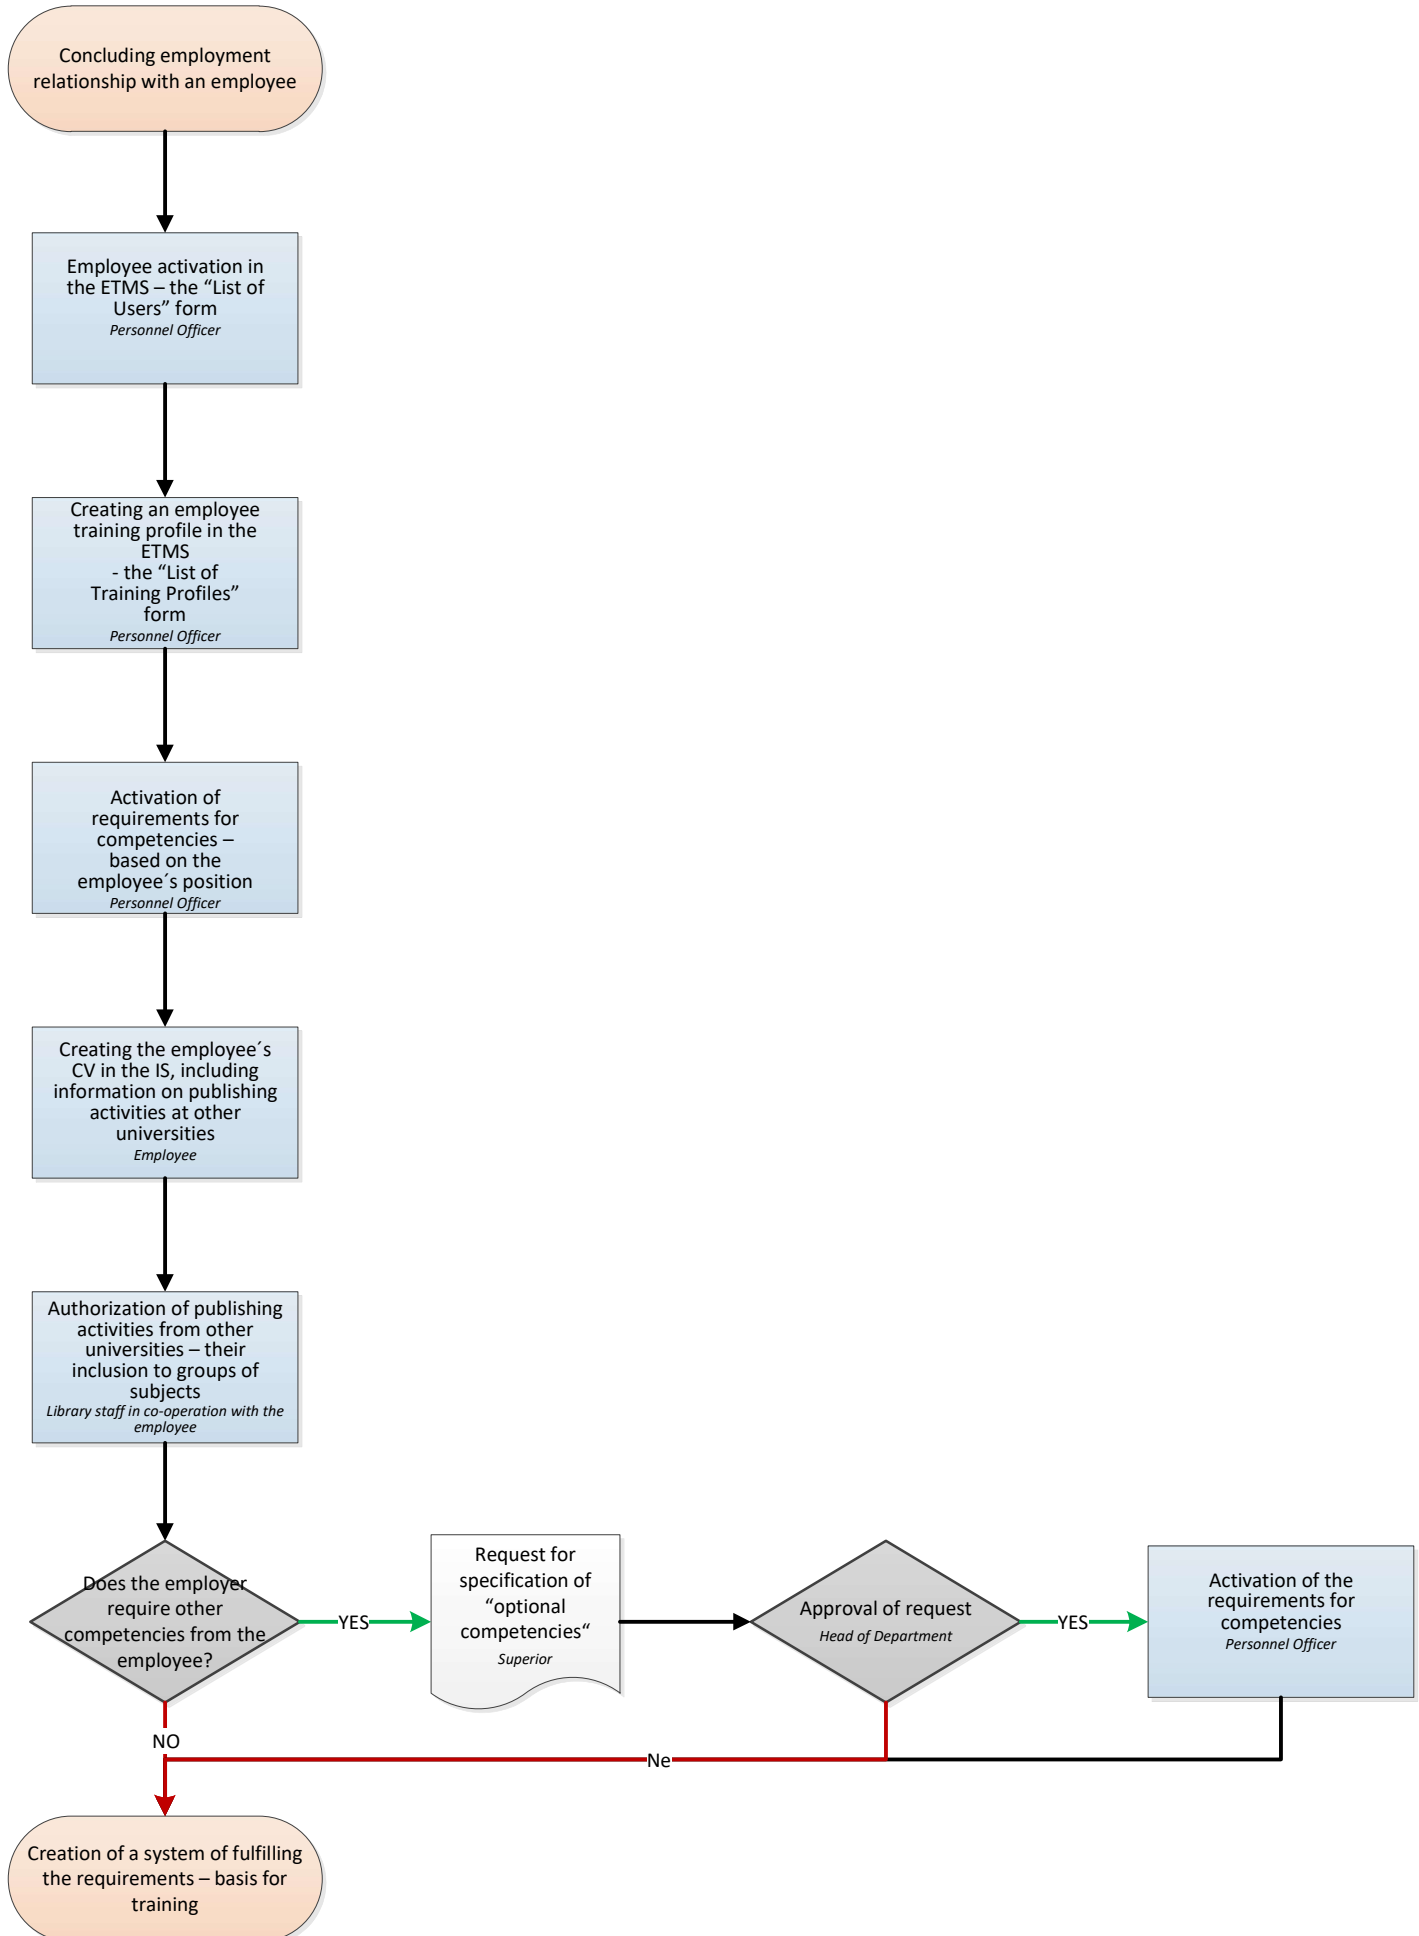 Concluding employment
relationship with an employee
Employee activation in
the ETMS – the “List of
Users” form
Personnel Officer
Creating an employee
training profile in the
ETMS
- the “List of
Training Profiles”
form
Personnel Officer
Activation of
requirements for
competencies –
based on the
employee´s position
Personnel Officer
Creating the employee´s
CV in the IS, including
information on publishing
activities at other
universities
Employee
Authorization of publishing
activities from other
universities – their
inclusion to groups of
subjects
Library staff in co-operation with the
employee
Does the employer
require other
competencies from the
employee?
YES
Request for
specification of
“optional
competencies“
Superior
Approval of request
Head of Department
YES
Activation of the
requirements for
competencies
Personnel Officer
NO
Ne
Creation of a system of fulfilling
the requirements – basis for
training